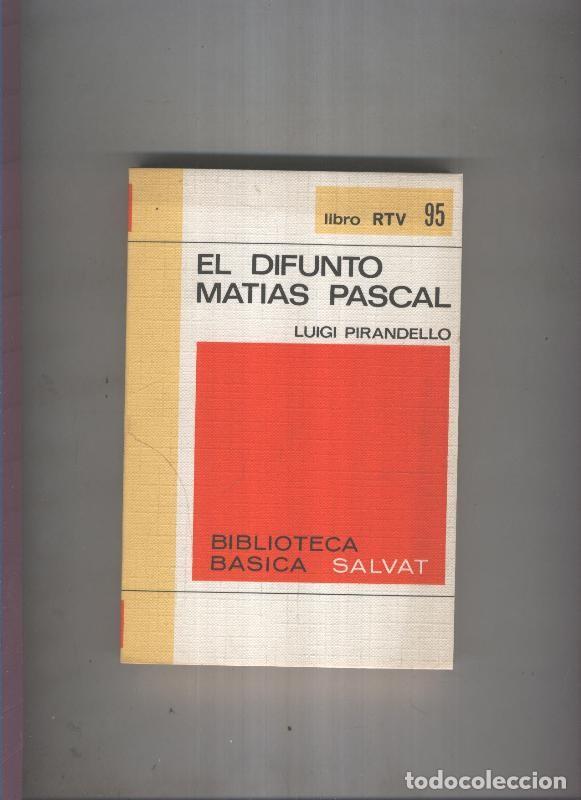 libro RTV 95
EL DIFUNTO
MATIAS PASCAL
LUIGI PIRANDELLO
BIBLIOTECA
BASICA SALVAT
todocoleccion